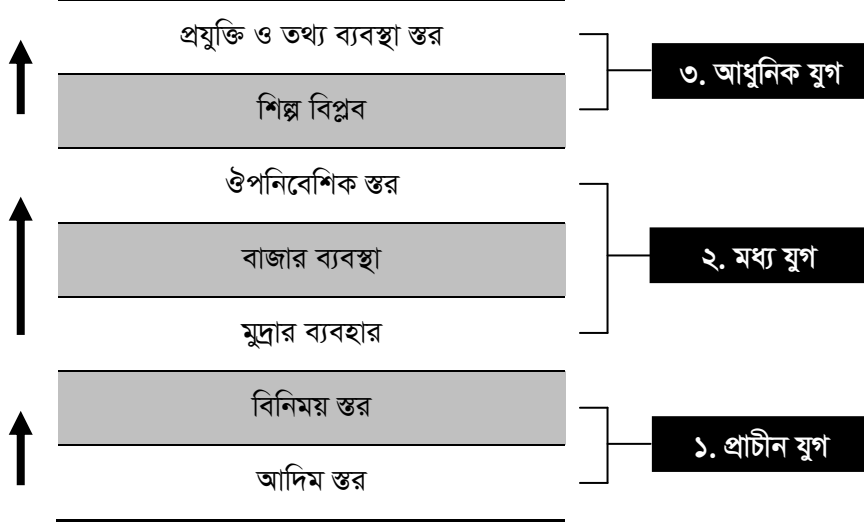 প্রযুক্তি ও তথ্য ব্যবস্থা স্তর
৩. আধুনিক যুগ
শিল্প বিপ্লব
ঔপনিবেশিক স্তর
বাজার ব্যবস্থা
২. মধ্য যুগ
মুদ্রার ব্যবহার
বিনিময় স্তর
১. প্রাচীন যুগ
আদিম স্তর